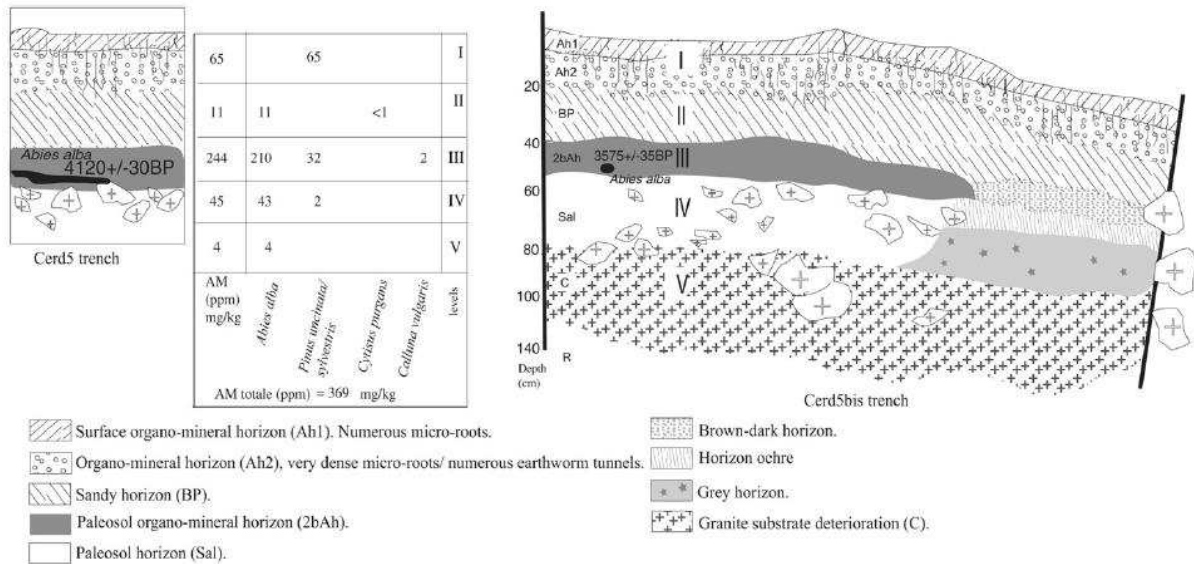 Abies alba
4120+/-30BP
Cerd5 trench
65 65 I
11 11 <1 II
244 210 32 2 III
45 43 2 IV
4 4 V
AM
(ppm)
mg/kg
Abies alba
Pinus uncinata/
sylvestris
Cytisus purgans
Calluna vulgaris
levels
AM totale (ppm) = 369 mg/kg
Ah1
I
Ah2
20
BP
II
40
2bAh
3575+/-35BP
III
Abies alba
60
Sal
IV
80
C
V
100
120
140
R
Depth
(cm)
Cerd5bis trench
Surface organo-mineral horizon (Ah1). Numerous micro-roots.
Organo-mineral horizon (Ah2), very dense micro-roots/ numerous earthworm tunnels.
Sandy horizon (BP).
Paleosol organo-mineral horizon (2bAh).
Paleosol horizon (Sal).
Brown-dark horizon.
Horizon ochre
Grey horizon.
Granite substrate deterioration (C).